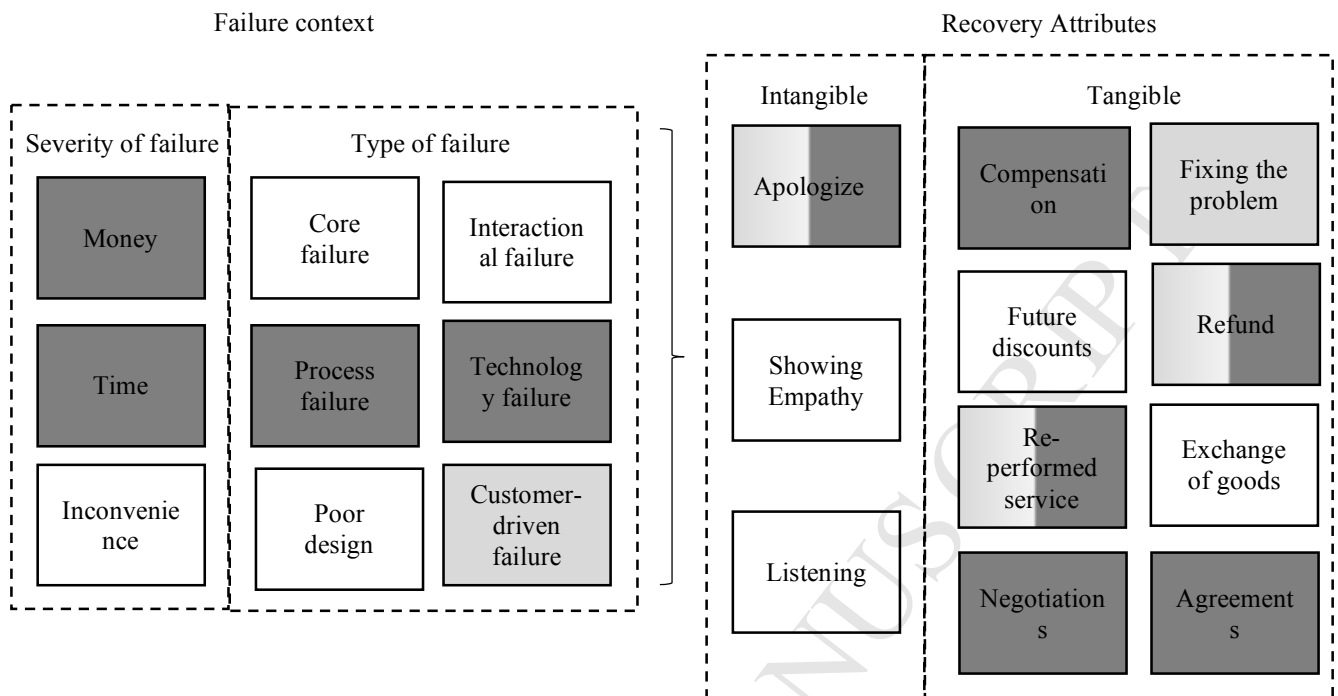 Failure context
Recovery Attributes
Severity of failure
Type of failure
Money
Core
failure
Interaction
al failure
Time
Process
failure
Technolog
y failure
Inconvenie
nce
Poor
design
Customer-
driven
failure
Intangible
Tangible
Apologize
Compensati
on
Fixing the
problem
Showing
Empathy
Future
discounts
Refund
Re-
performed
service
Exchange
of goods
Listening
Negotiation
s
Agreement
s
NUSCRIPT